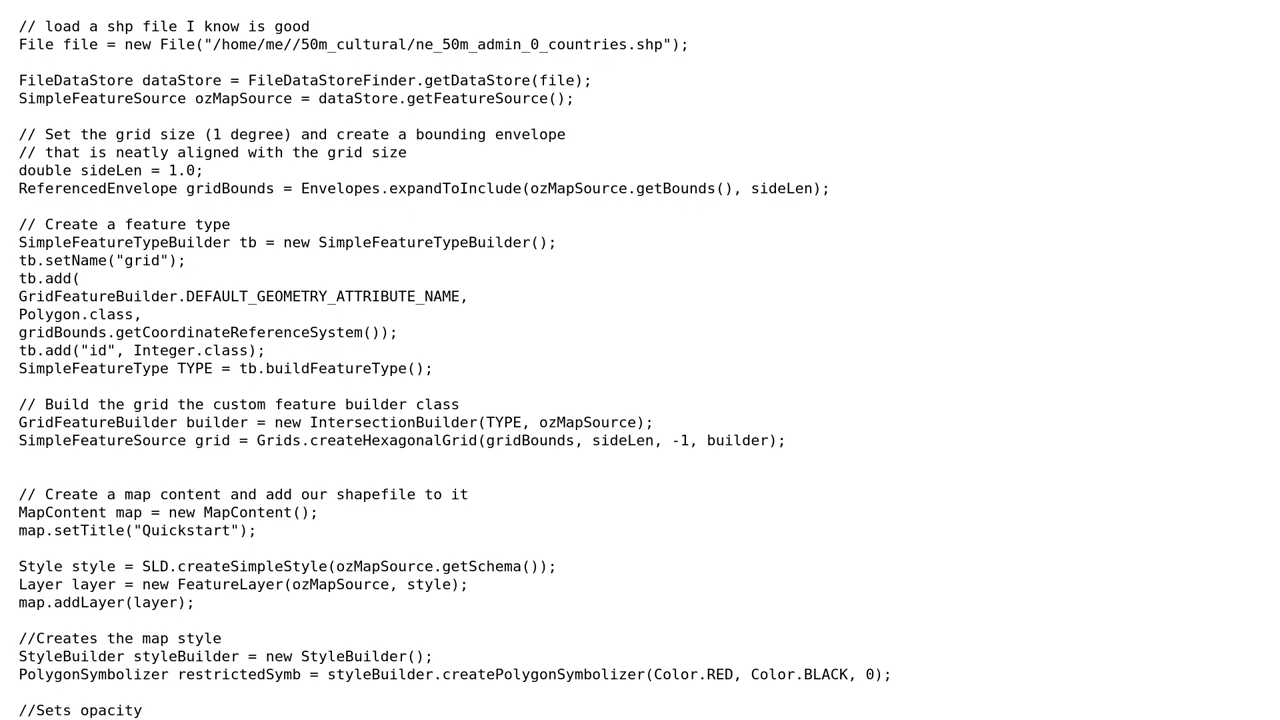 // load a shp file I know is good
File file = new File("/home/me//50m_cultural/ne_50m_admin_0_countries.shp");
FileDataStore dataStore = FileDataStoreFinder.getDataStore(file);
SimpleFeatureSource ozMapSource = dataStore.getFeatureSource();
// Set the grid size (1 degree) and create a bounding envelope
// that is neatly aligned with the grid size
double sideLen = 1.0;
ReferencedEnvelope gridBounds = Envelopes.expandToInclude(ozMapSource.getBounds(), sideLen);
// Create a feature type
SimpleFeatureTypeBuilder tb = new SimpleFeatureTypeBuilder();
tb.setName("grid");
tb.add(
GridFeatureBuilder.DEFAULT_GEOMETRY_ATTRIBUTE_NAME,
Polygon.class,
gridBounds.getCoordinateReferenceSystem());
tb.add("id", Integer.class);
SimpleFeatureType TYPE = tb.buildFeatureType();
// Build the grid the custom feature builder class
GridFeatureBuilder builder = new IntersectionBuilder(TYPE, ozMapSource);
SimpleFeatureSource grid = Grids.createHexagonalGrid(gridBounds, sideLen, -1, builder);
// Create a map content and add our shapefile to it
MapContent map = new MapContent();
map.setTitle("Quickstart");
Style style = SLD.createSimpleStyle(ozMapSource.getSchema());
Layer layer = new FeatureLayer(ozMapSource, style);
map.addLayer(layer);
//Creates the map style
StyleBuilder styleBuilder = new StyleBuilder();
PolygonSymbolizer restrictedSymb = styleBuilder.createPolygonSymbolizer(Color.RED, Color.BLACK, 0);
//Sets opacity